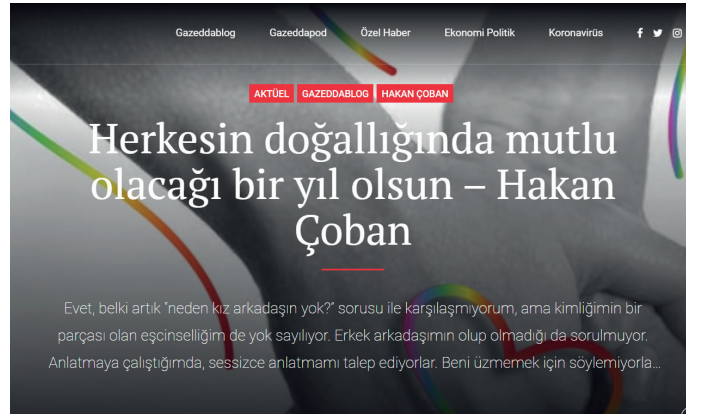 Gazeddablog Gazeddapod Özel Haber Ekonomi Politik Koronavirüs
AKTÜEL GAZEDDABLOG HAKAN ÇOBAN
Herkesin doğallığında mutlu
olacağı bir yıl olsun – Hakan
Çoban
Evet, belki artık “neden kız arkadaşın yok?” sorusu ile karşılaşmıyorum, ama kimliğimin bir
parçası olan eşcinselliğim de yok sayılıyor. Erkek arkadaşımın olup olmadığı da sorulmuyor.
Anlatmaya çalıştığımda, sessizce anlatmamı talep ediyorlar. Beni üzmemek için söylemiyorla...